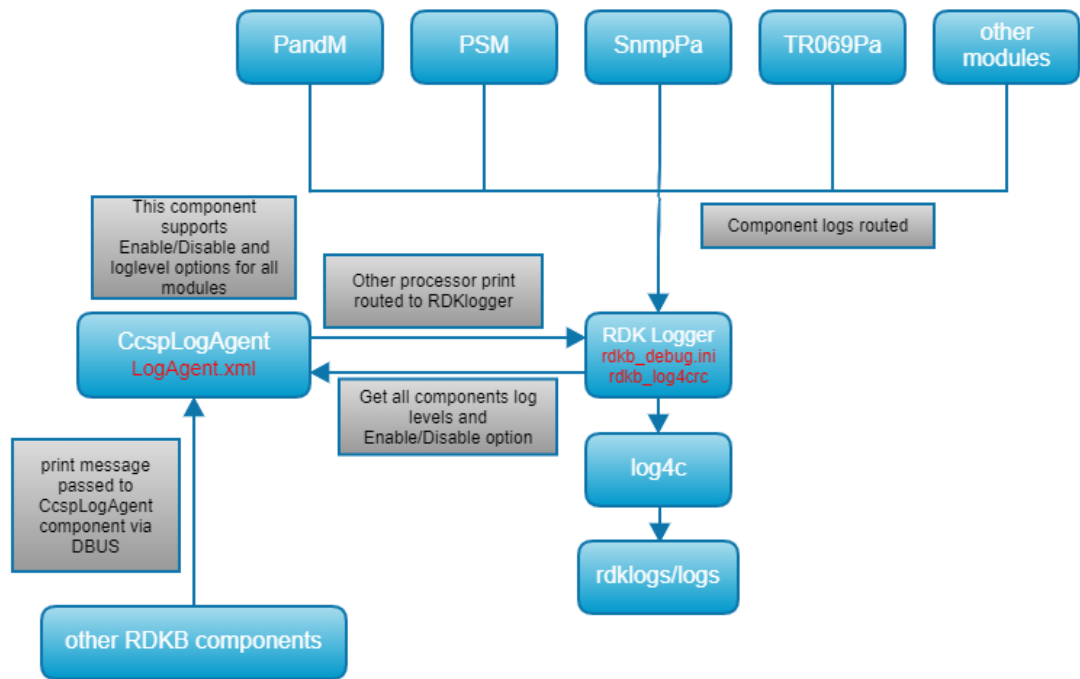 PandM
PSM
SnmpPa
TR069Pa
other
modules
This component
supports
Enable/Disable and
loglevel options for all
modules
Component logs routed
Other processor print
routed to RDKlogger
CcspLogAgent
LogAgent.xml
RDK Logger
rdkb_debug.ini
rdkb_log4crc
Get all components log
levels and
Enable/Disable option
print message
passed to
CcspLogAgent
component via
DBUS
log4c
rdklogs/logs
other RDKB components